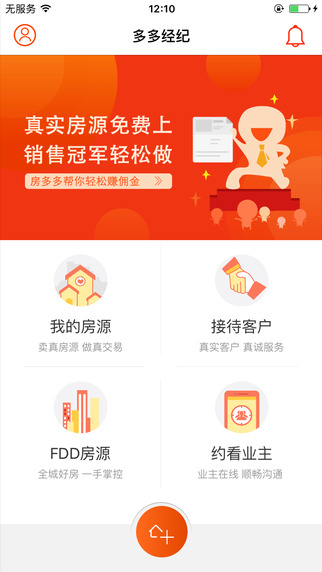 无服务
12:10
多多经纪
真实房源免费上
销售冠军轻松做
房多多帮你轻松赚佣金
我的房源
卖真房源 做真交易
接待客户
真实客户 真诚服务
FDD房源
全城好房 一手掌控
约看业主
业主在线 顺畅沟通